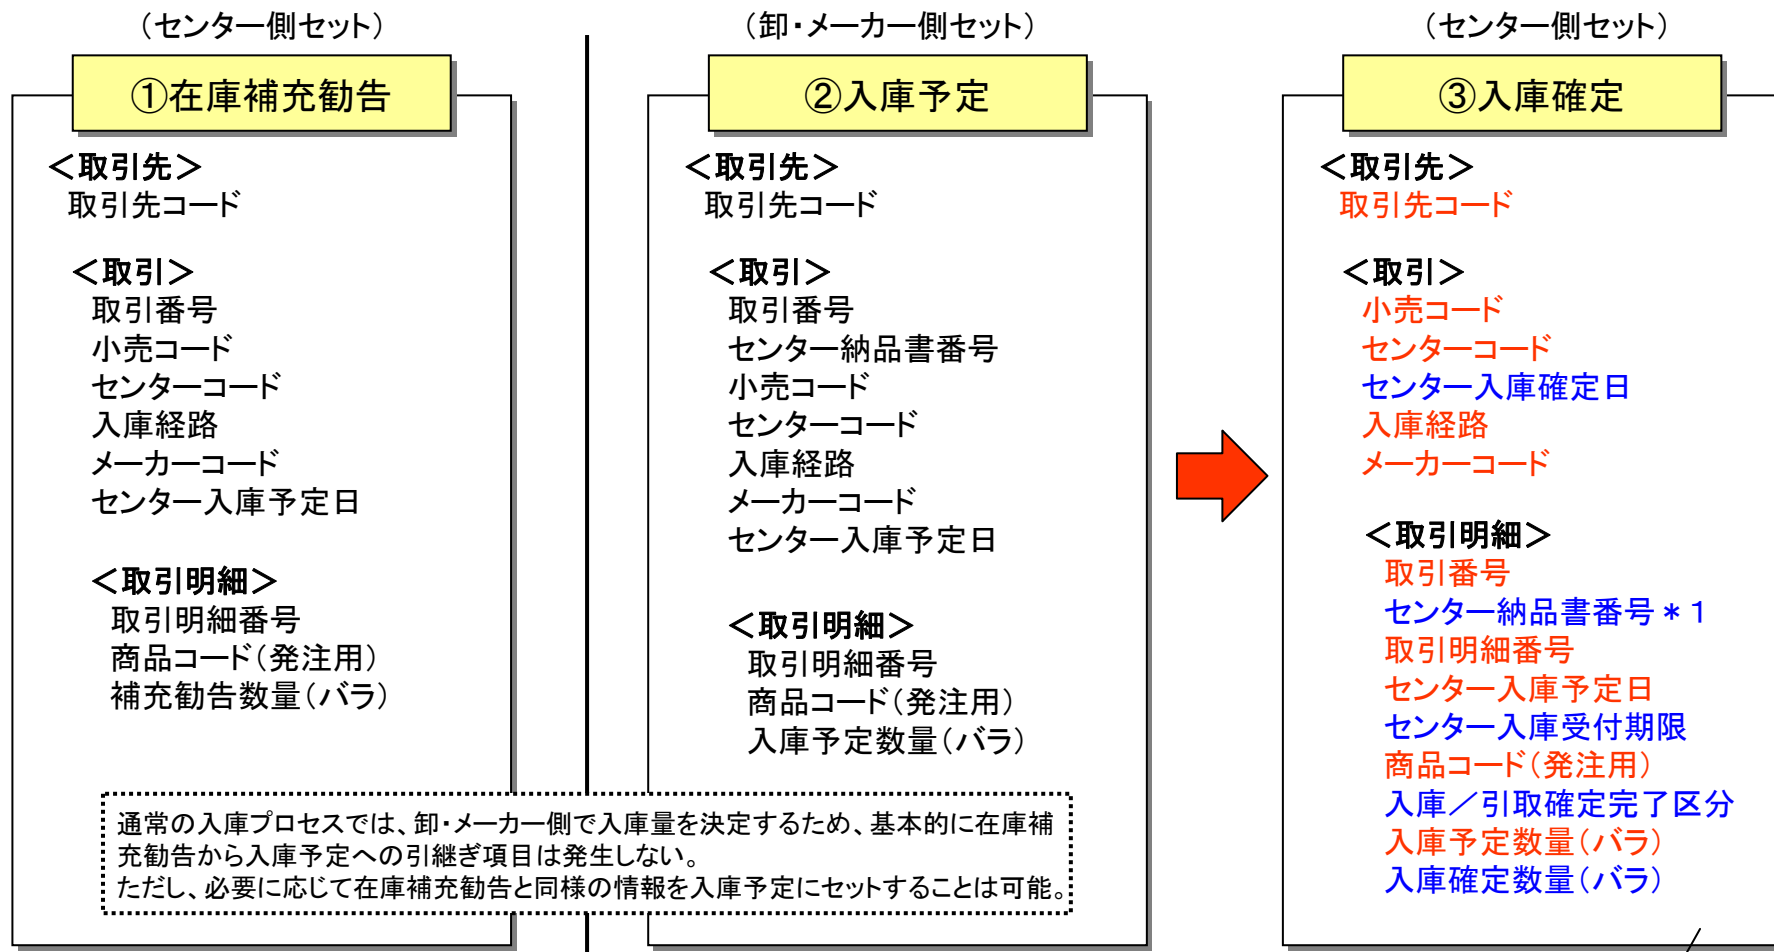 （センター側セット）
①在庫補充勧告
＜取引先＞
取引先コード
＜取引＞
取引番号
小売コード
センターコード
入庫経路
メーカーコード
センター入庫予定日
＜取引明細＞
取引明細番号
商品コード（発注用）
補充勧告数量（バラ）
（卸・メーカー側セット）
②入庫予定
＜取引先＞
取引先コード
＜取引＞
取引番号
センター納品書番号
小売コード
センターコード
入庫経路
メーカーコード
センター入庫予定日
＜取引明細＞
取引明細番号
商品コード（発注用）
入庫予定数量（バラ）
通常の入庫プロセスでは、卸・メーカー側で入庫量を決定するため、基本的に在庫補
充勧告から入庫予定への引継ぎ項目は発生しない。
ただし、必要に応じて在庫補充勧告と同様の情報を入庫予定にセットすることは可能。
（センター側セット）
③入庫確定
＜取引先＞
取引先コード
＜取引＞
小売コード
センターコード
センター入庫確定日
入庫経路
メーカーコード
＜取引明細＞
取引番号
センター納品書番号＊１
取引明細番号
センター入庫予定日
センター入庫受付期限
商品コード（発注用）
入庫／引取確定完了区分
入庫予定数量（バラ）
入庫確定数量（バラ）